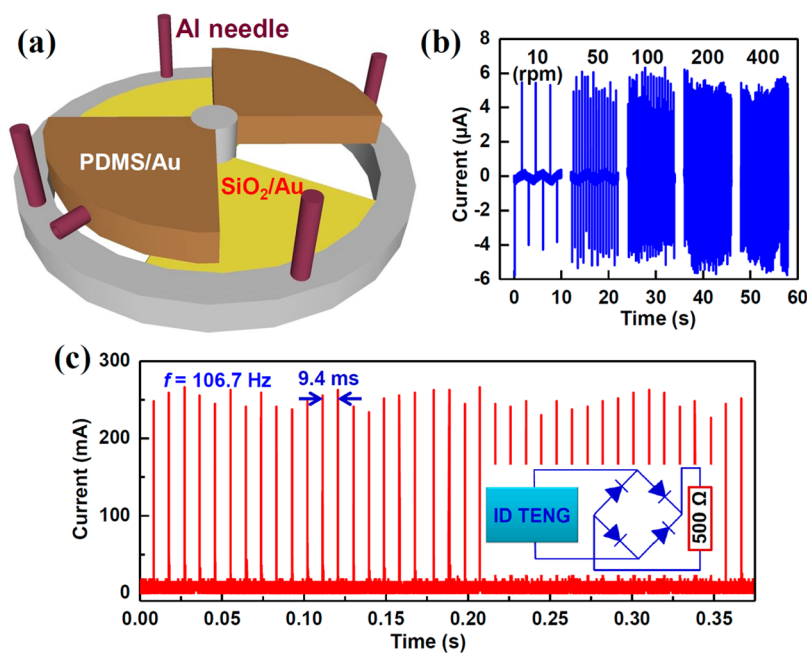 (a)
Al needle
PDMS/Au
SiO₂/Au
(b)
10 50 100 200 400
(rpm)
8
6
4
2
0
-2
-4
-6
Current (μA)
0 10 20 30 40 50 60
Time (s)
(c)
300
200
100
0
Current (mA)
f = 106.7 Hz
9.4 ms
ID TENG
500 Ω
0.00 0.05 0.10 0.15 0.20 0.25 0.30 0.35
Time (s)